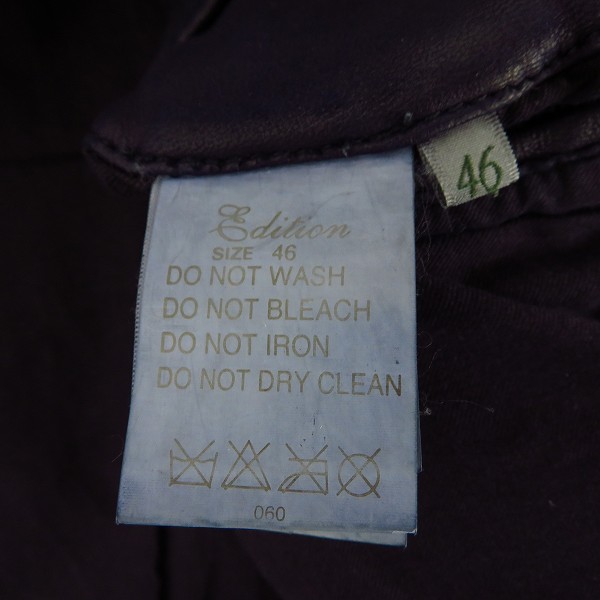 46
Edition
SIZE 46
DO NOT WASH
DO NOT BLEACH
DO NOT IRON
DO NOT DRY CLEAN
060